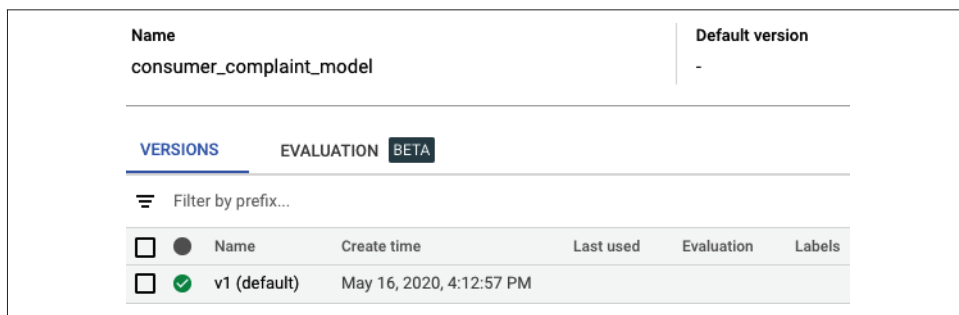 Name Default version
consumer_complaint_model -
VERSIONS EVALUATION BETA
Filter by prefix...
Name Create time Last used Evaluation Labels
v1 (default) May 16, 2020, 4:12:57 PM